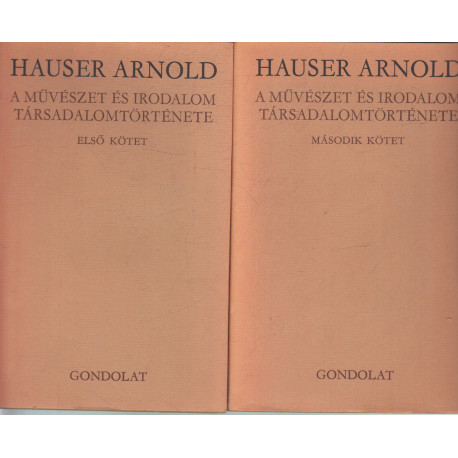 HAUSER ARNOLD
A MŰVÉSZET ÉS IRODALOM
TÁRSADALOMTÖRTÉNETE
ELSŐ KÖTET
GONDOLAT
HAUSER ARNOLD
A MŰVÉSZET ÉS IRODALOM
TÁRSADALOMTÖRTÉNETE
MÁSODIK KÖTET
GONDOLAT